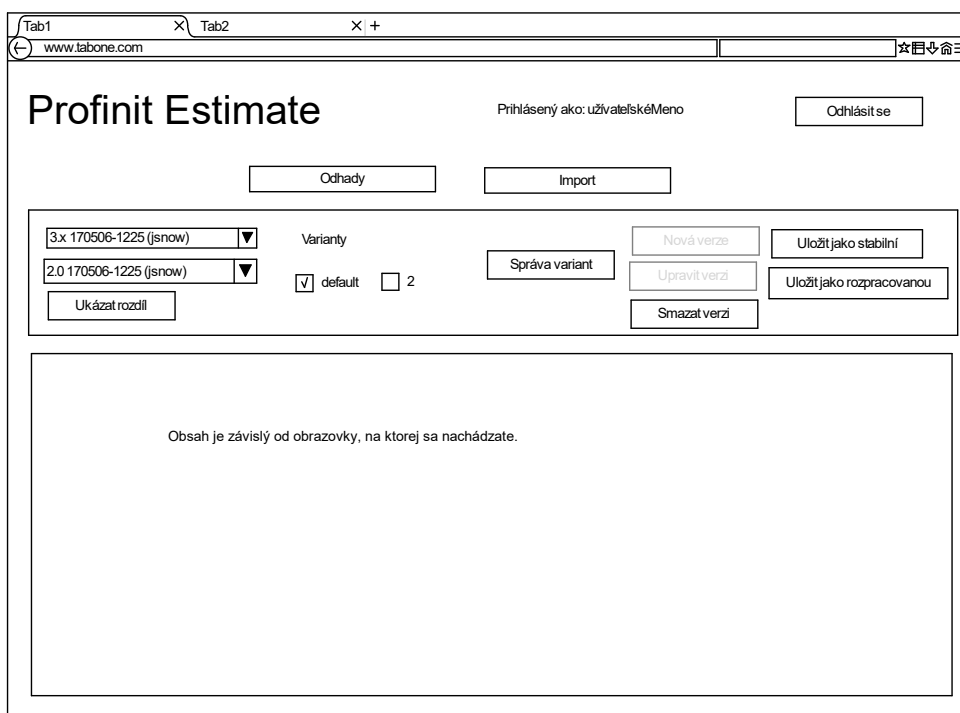 Tab1
Tab2
www.tabone.com
Profinit Estimate
Prihlásený ako: užívateľskéMeno
Odhlásit se
Odhady
Import
3.x 170506-1225 (jsnow)
Varianty
Nová verze
Uložit jako stabilní
2.0 170506-1225 (jsnow)
default
2
Správa variant
Upravit verzi
Uložit jako rozpracovanou
Ukázat rozdíl
Smazat verzi
Obsah je závislý od obrazovky, na ktorej sa nachádzate.